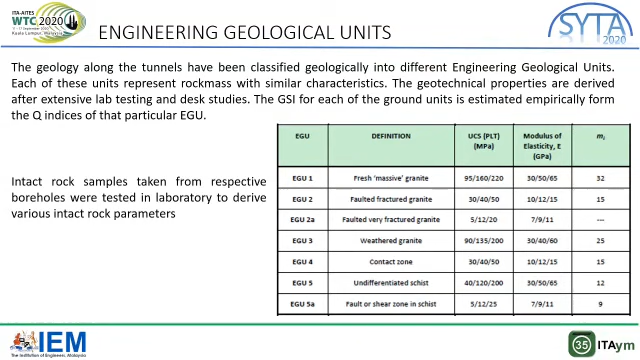 ITA-AITES
WTC 2020
11 - 17 September 2020
Kuala Lumpur, Malaysia
ENGINEERING GEOLOGICAL UNITS
SYTA
2020
The geology along the tunnels have been classified geologically into different Engineering Geological Units.
Each of these units represent rockmass with similar characteristics. The geotechnical properties are derived
after extensive lab testing and desk studies. The GSI for each of the ground units is estimated empirically form
the Q indices of that particular EGU.
Intact rock samples taken from respective
boreholes were tested in laboratory to derive
various intact rock parameters
EGU DEFINITION UCS (PLT) (MPa) Modulus of Elasticity, E (GPa) mi
EGU 1 Fresh ‘massive’ granite 95/160/220 30/50/65 32
EGU 2 Faulted fractured granite 30/40/50 10/12/15 15
EGU 2a Faulted very fractured granite 5/12/20 7/9/11 ---
EGU 3 Weathered granite 90/135/200 30/40/60 25
EGU 4 Contact zone 30/40/50 10/12/15 15
EGU 5 Undifferentiated schist 40/120/200 30/50/65 12
EGU 5a Fault or shear zone in schist 5/12/25 7/9/11 9
IEM
The Institution of Engineers, Malaysia
35 ITAym